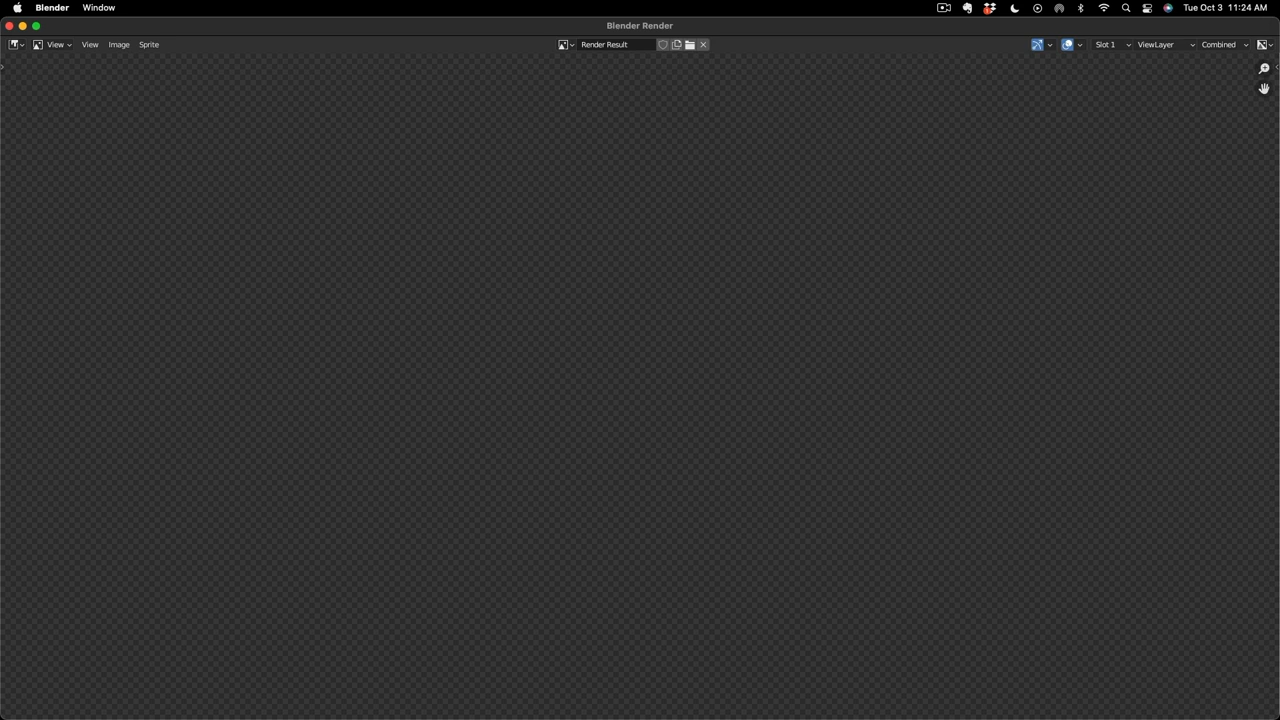 Blender Window Tue Oct 3 11:24 AM
Blender Render
View View Image Sprite Render Result Slot 1 ViewLayer Combined